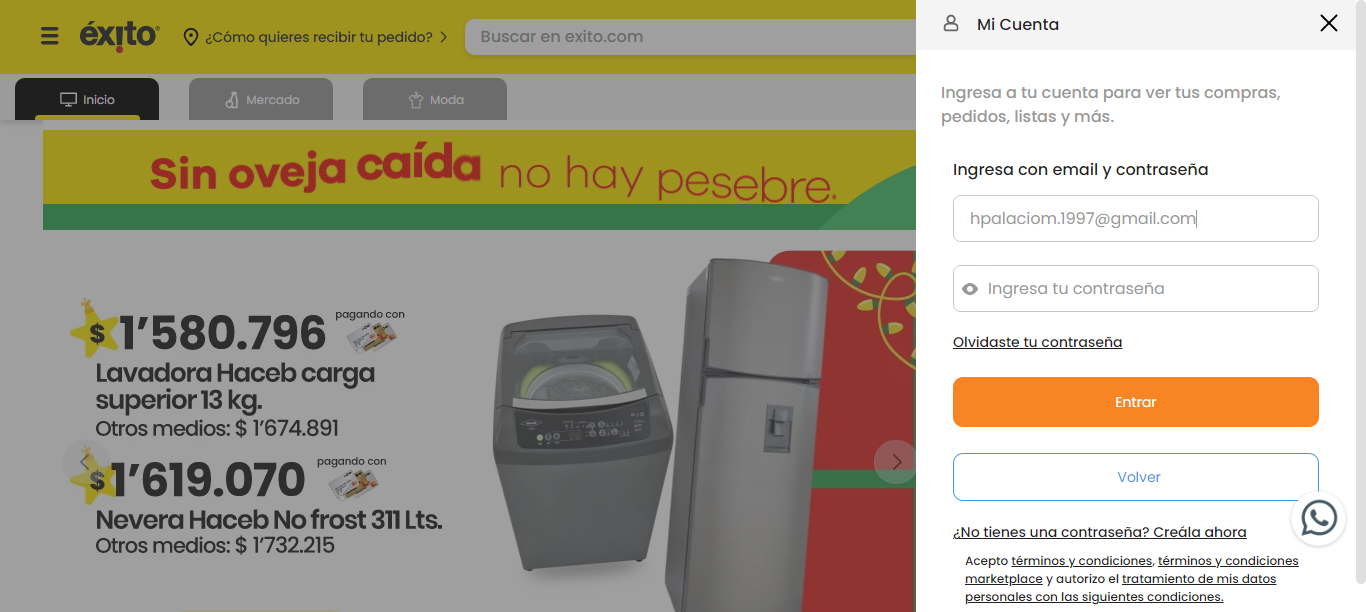 éxito
¿Cómo quieres recibir tu pedido?
Buscar en exito.com
Inicio
Mercado
Moda
Sin oveja caída no hay pesebre.
$ 1’580.796 pagando con
Lavadora Haceb carga
superior 13 kg.
Otros medios: $ 1’674.891
$ 1’619.070 pagando con
Nevera Haceb No frost 311 Lts.
Otros medios: $ 1’732.215
Mi Cuenta
Ingresa a tu cuenta para ver tus compras,
pedidos, listas y más.
Ingresa con email y contraseña
hpalaciom.1997@gmail.com
Ingresa tu contraseña
Olvidaste tu contraseña
Entrar
Volver
¿No tienes una contraseña? Creála ahora
Acepto términos y condiciones, términos y condiciones
marketplace y autorizo el tratamiento de mis datos
personales con las siguientes condiciones.